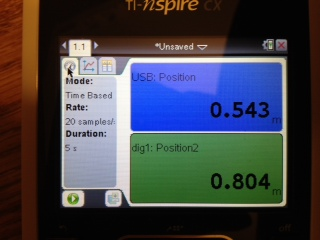 TI-nspire CX
1.1
*Unsaved
Mode:
Time Based
Rate:
20 samples/s
Duration:
5 s
USB: Position
0.543 m
dig1: Position2
0.804 m